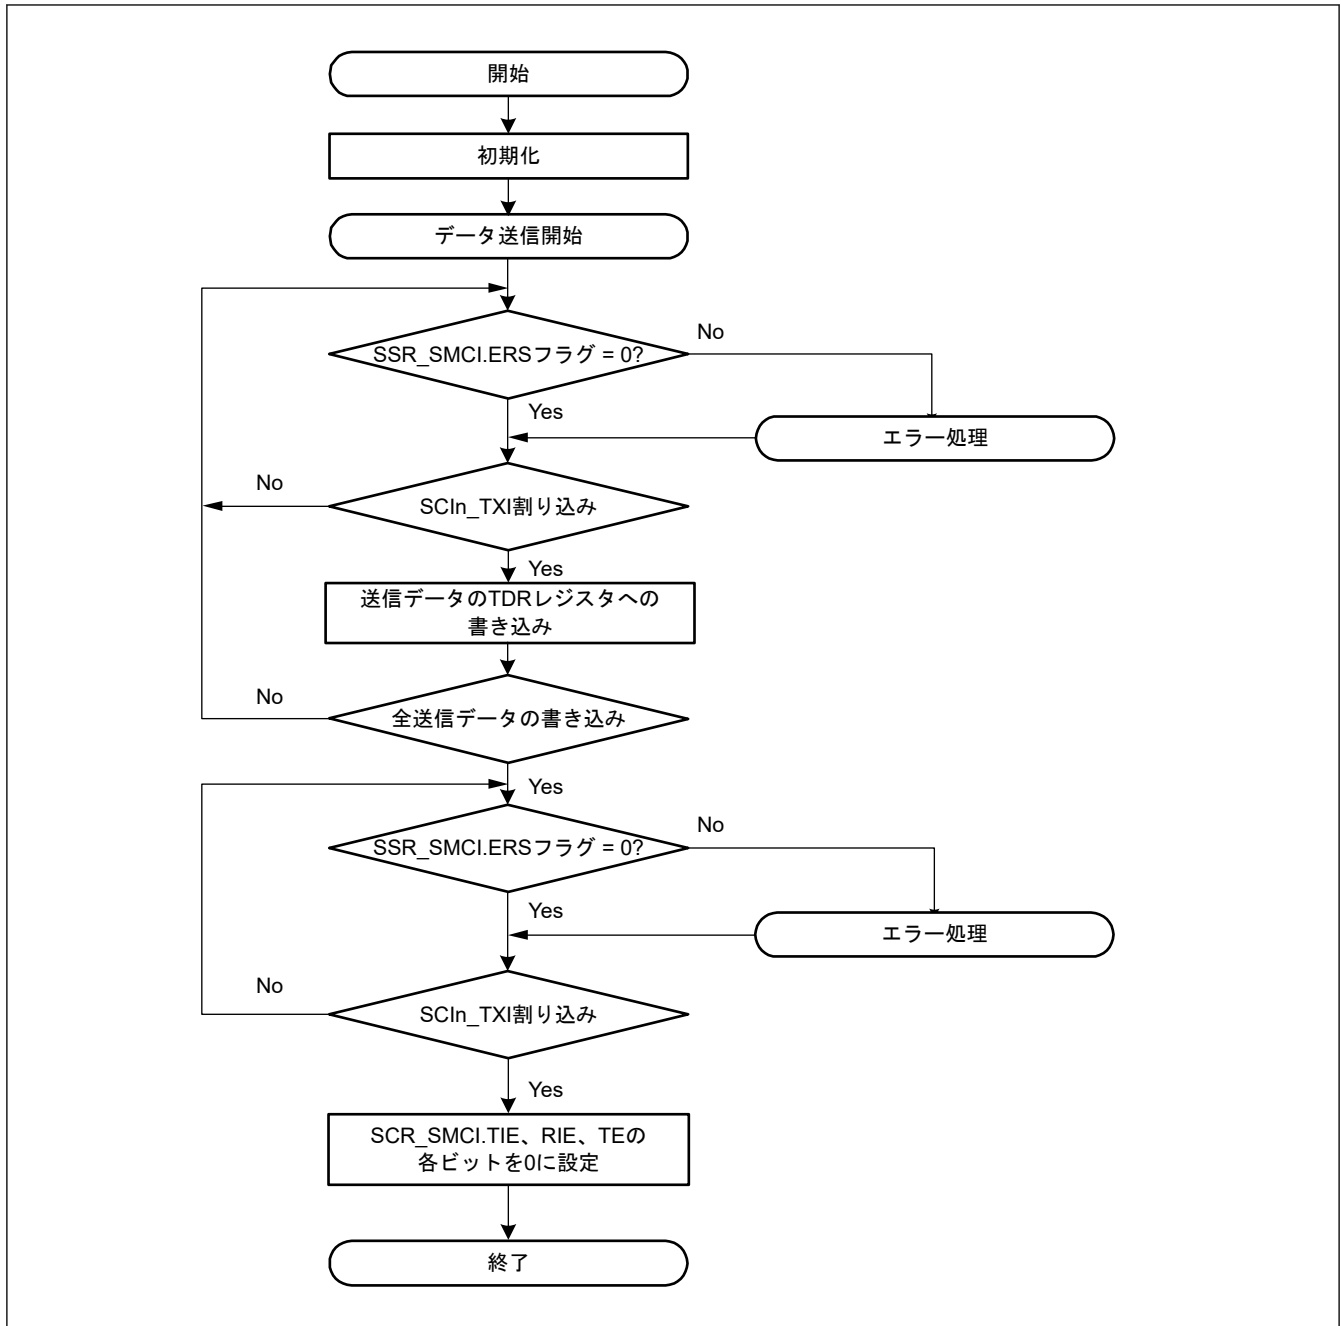 開始
初期化
データ送信開始
No
SSR_SMCI.ERSフラグ = 0?
Yes
エラー処理
No
SCIn_TXI割り込み
Yes
送信データのTDRレジスタへの
書き込み
No
全送信データの書き込み
Yes
No
SSR_SMCI.ERSフラグ = 0?
Yes
エラー処理
No
SCIn_TXI割り込み
Yes
SCR_SMCI.TIE、RIE、TEの
各ビットを0に設定
終了